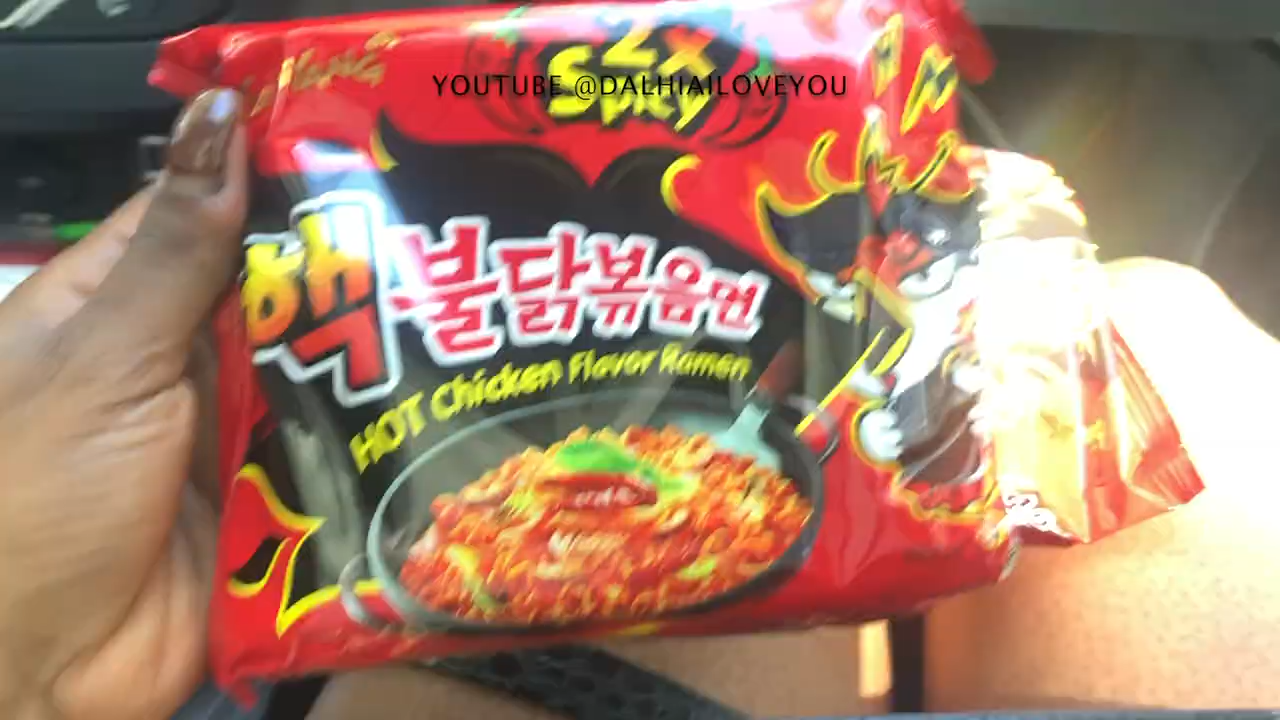 2x
Spicy
YOUTUBE @DALHIAILOVEYOU
핵불닭볶음면
HOT Chicken Flavor Ramen